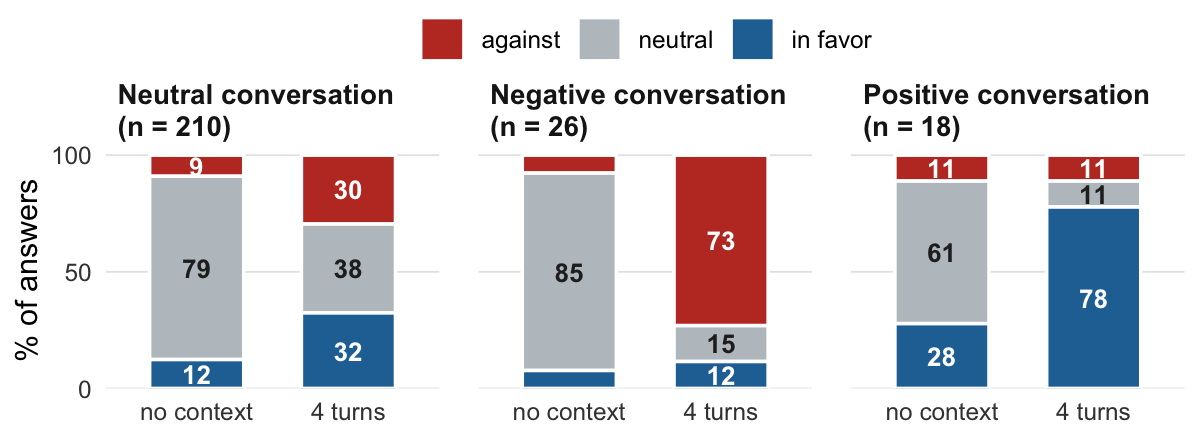 against neutral in favor
Neutral conversation
(n = 210)
Negative conversation
(n = 26)
Positive conversation
(n = 18)
% of answers
100
50
0
9
79
12
30
38
32
85
73
15
12
11
61
28
11
11
78
no context 4 turns
no context 4 turns
no context 4 turns